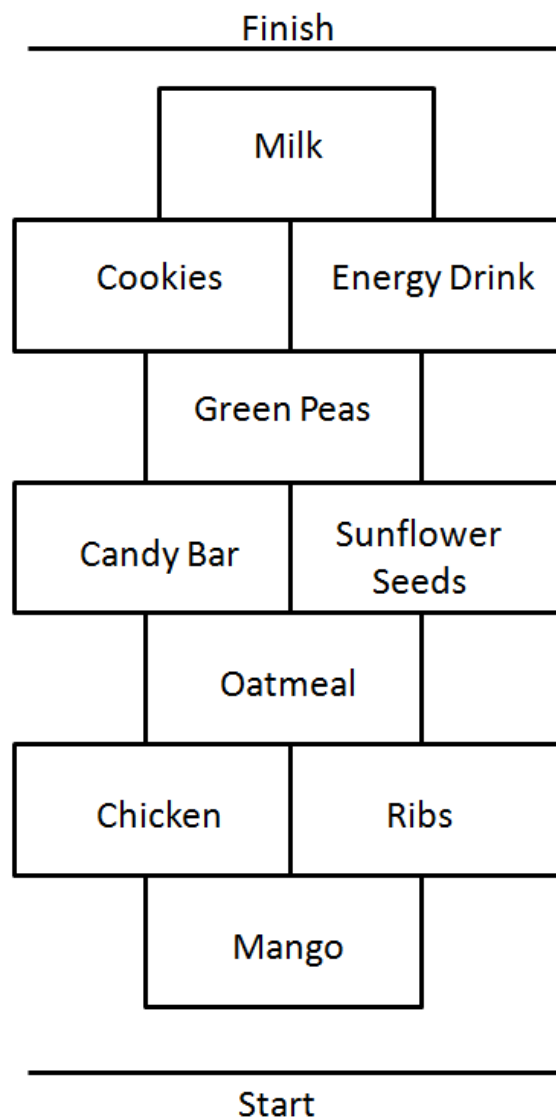 Finish
Milk
Cookies
Energy Drink
Green Peas
Candy Bar
Sunflower
Seeds
Oatmeal
Chicken
Ribs
Mango
Start